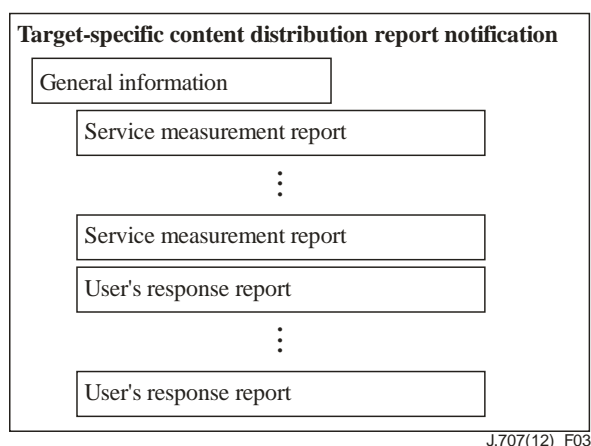 Target-specific content distribution report notification
General information
Service measurement report
⋮
Service measurement report
User's response report
⋮
User's response report
J.707(12)_F03